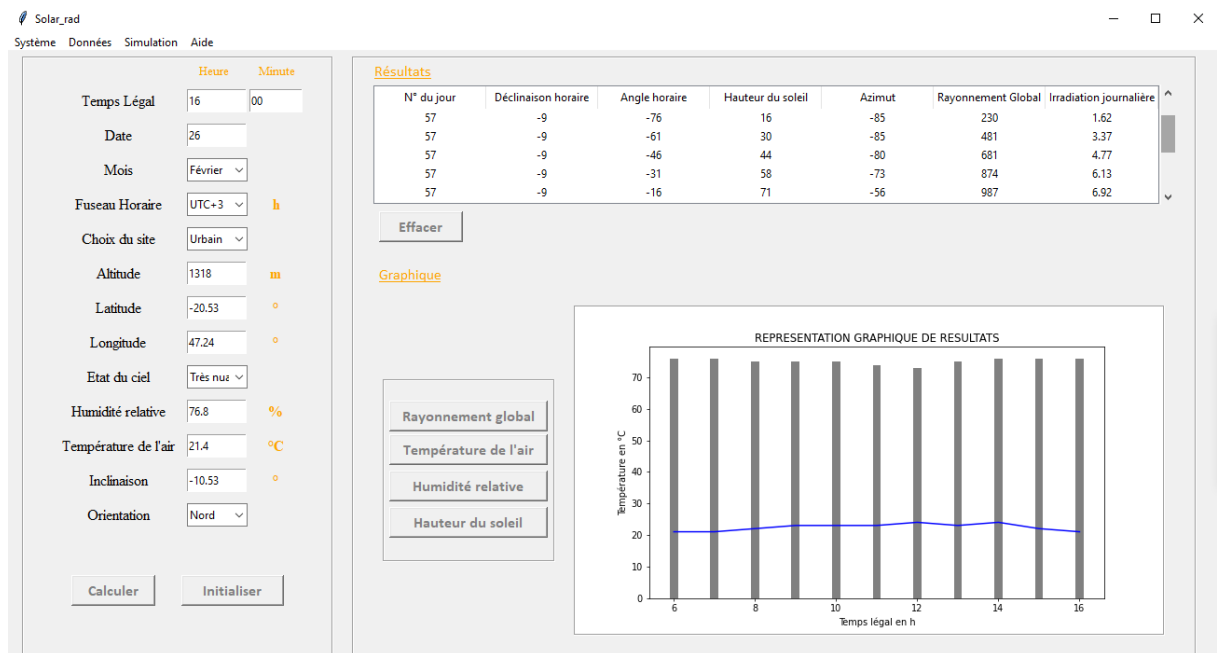 Solar_rad
Système Données Simulation Aide
Heure Minute
Temps Légal 16 00
Date 26
Mois Février
Fuseau Horaire UTC+3 h
Choix du site Urbain
Altitude 1318 m
Latitude -20.53 °
Longitude 47.24 °
Etat du ciel Très nua
Humidité relative 76.8 %
Température de l'air 21.4 °C
Inclinaison -10.53 °
Orientation Nord
Calculer Initialiser
Résultats
N° du jour Déclinaison horaire Angle horaire Hauteur du soleil Azimut Rayonnement Global Irradiation journalière
57 -9 -76 16 -85 230 1.62
57 -9 -61 30 -85 481 3.37
57 -9 -46 44 -80 681 4.77
57 -9 -31 58 -73 874 6.13
57 -9 -16 71 -56 987 6.92
Effacer
Graphique
Rayonnement global
Température de l'air
Humidité relative
Hauteur du soleil
REPRESENTATION GRAPHIQUE DE RESULTATS
Température en °C
70
60
50
40
30
20
10
0
6 8 10 12 14 16
Temps légal en h